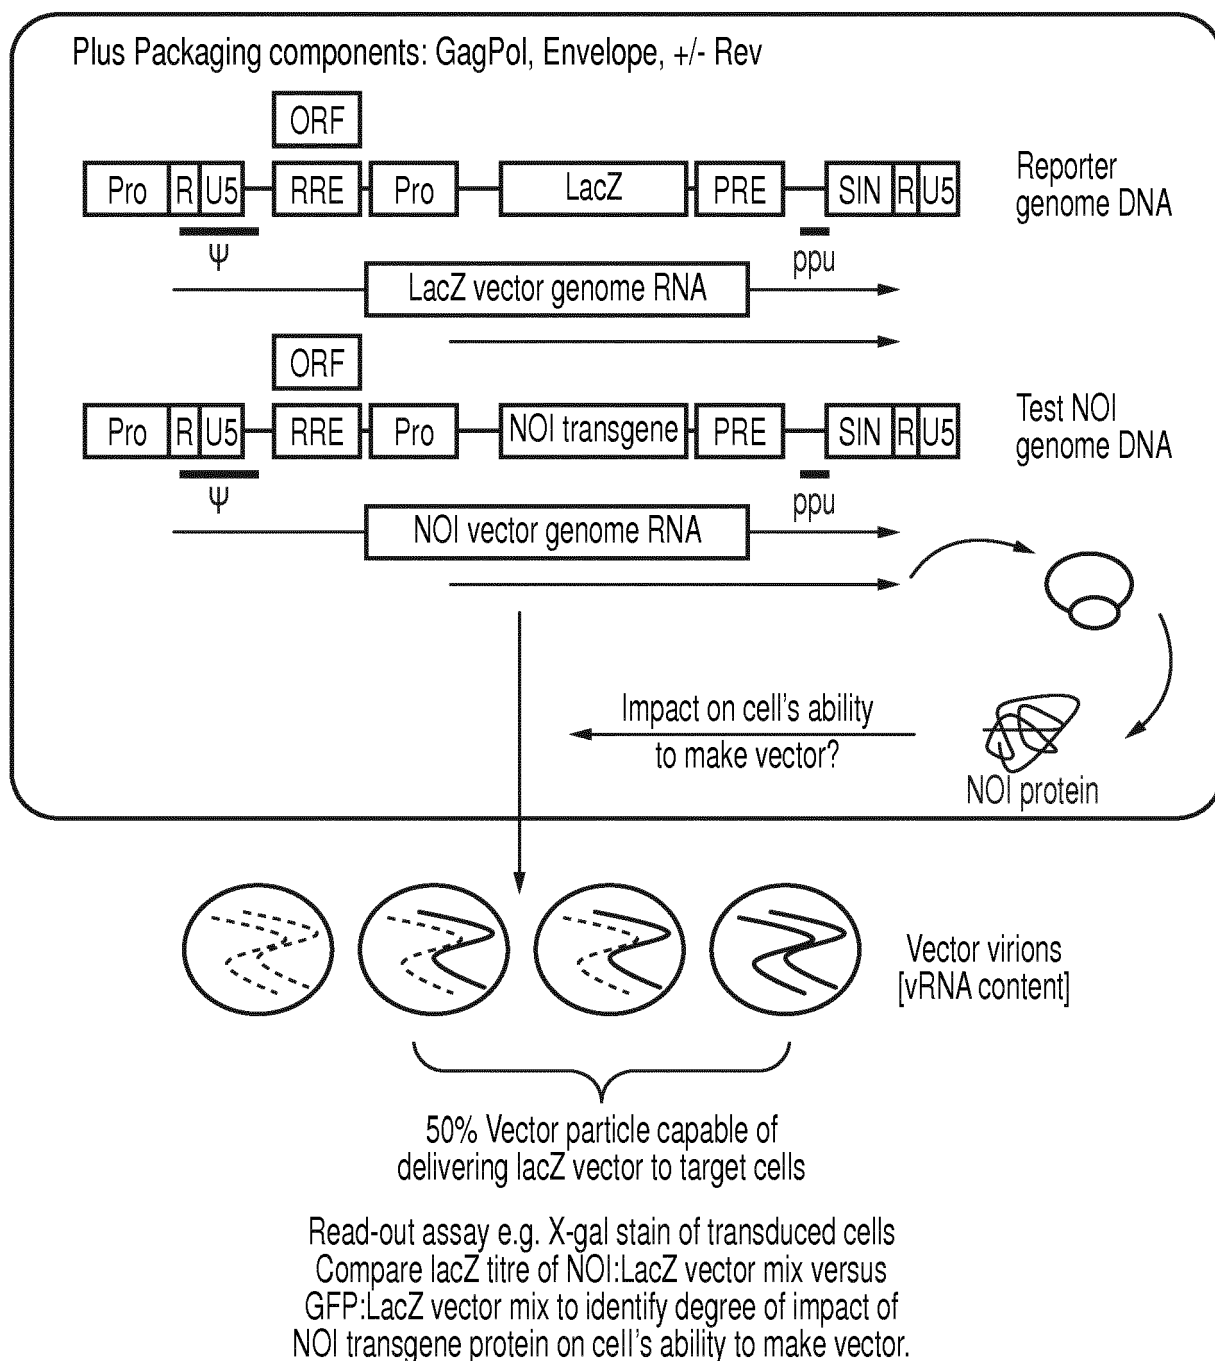 Plus Packaging components: GagPol, Envelope, +/- Rev
ORF
Pro R U5 RRE Pro LacZ PRE SIN R U5
Reporter
genome DNA
Ψ
ppu
LacZ vector genome RNA
ORF
Pro R U5 RRE Pro NOI transgene PRE SIN R U5
Test NOI
genome DNA
Ψ
ppu
NOI vector genome RNA
Impact on cell's ability
to make vector?
NOI protein
Vector virions
[vRNA content]
50% Vector particle capable of
delivering lacZ vector to target cells
Read-out assay e.g. X-gal stain of transduced cells
Compare lacZ titre of NOI:LacZ vector mix versus
GFP:LacZ vector mix to identify degree of impact of
NOI transgene protein on cell's ability to make vector.